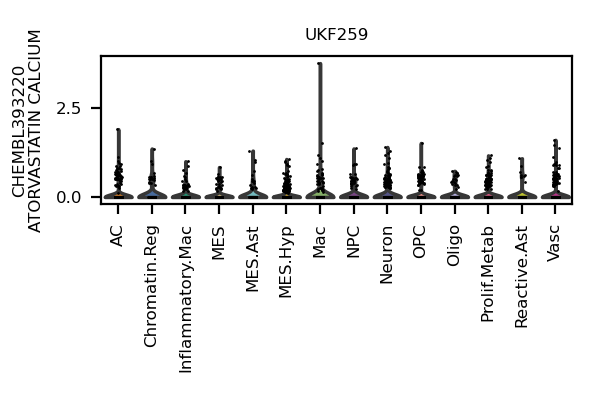 UKF259
CHEMBL393220
ATORVASTATIN CALCIUM
2.5
0.0
AC
Chromatin.Reg
Inflammatory.Mac
MES
MES.Ast
MES.Hyp
Mac
NPC
Neuron
OPC
Oligo
Prolif.Metab
Reactive.Ast
Vasc